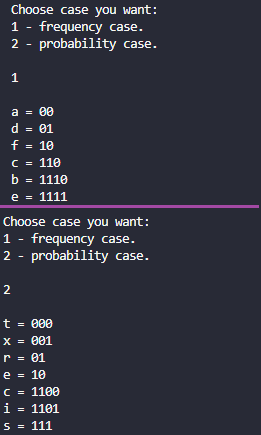 Choose case you want:
1 - frequency case.
2 - probability case.
1
a = 00
d = 01
f = 10
c = 110
b = 1110
e = 1111
Choose case you want:
1 - frequency case.
2 - probability case.
2
t = 000
x = 001
r = 01
e = 10
c = 1100
i = 1101
s = 111